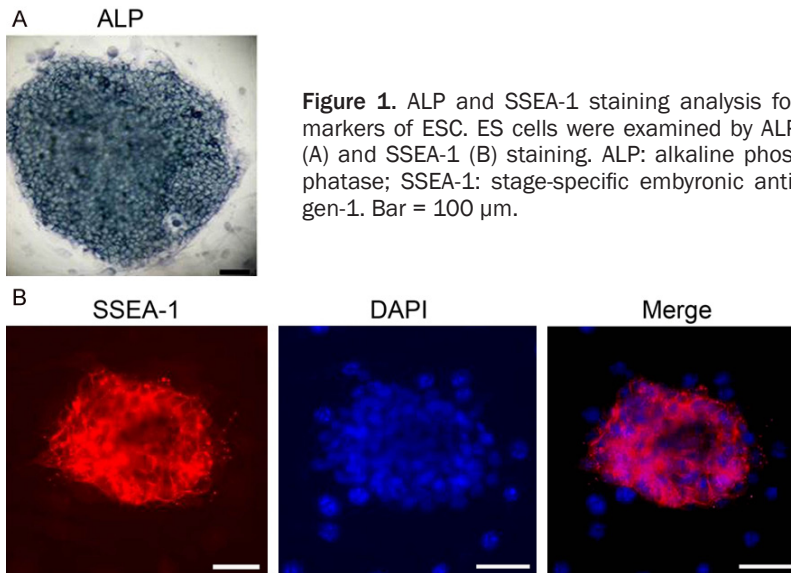 A
ALP
Figure 1. ALP and SSEA-1 staining analysis fo
markers of ESC. ES cells were examined by ALP
(A) and SSEA-1 (B) staining. ALP: alkaline phos
phatase; SSEA-1: stage-specific embyronic anti
gen-1. Bar = 100 μm.
B
SSEA-1
DAPI
Merge